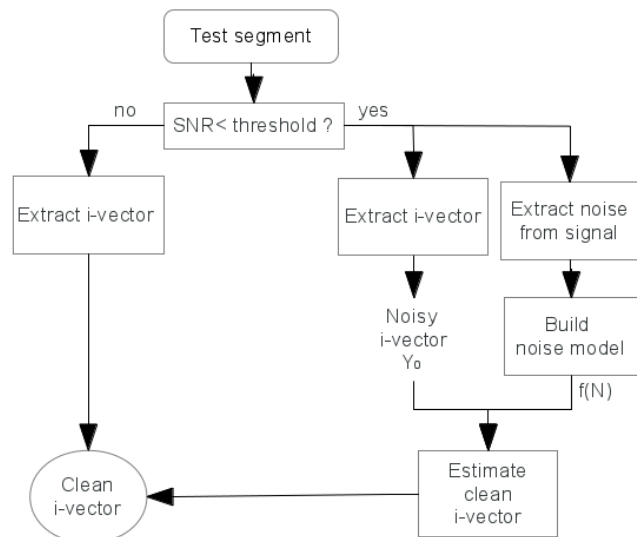 Test segment
no
SNR< threshold ?
yes
Extract i-vector
Extract i-vector
Extract noise
from signal
Noisy
i-vector
Y₀
Build
noise model
f(N)
Clean
i-vector
Estimate
clean
i-vector